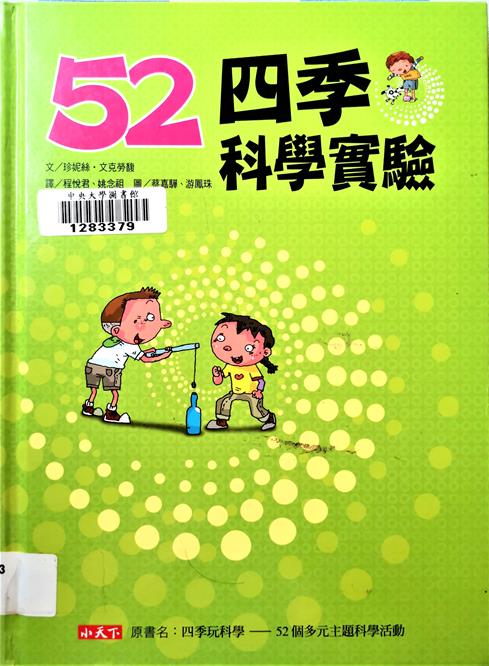 52 四季
科學實驗
文／珍妮絲・文克勞馥
譯／程悅君、姚念祖 圖／蔡嘉驊、游鳳珠
中央大學圖書館
1283379
3
小天下 原書名：四季玩科學 —— 52個多元主題科學活動